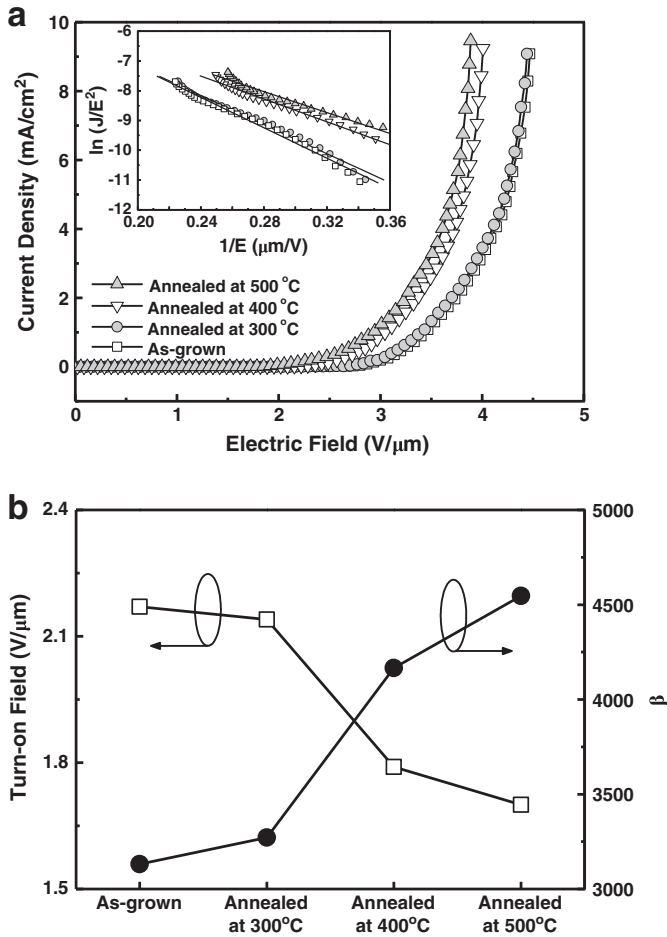 a
10
8
6
4
2
0
Current Density (mA/cm²)
0
1
2
3
4
5
Electric Field (V/μm)
-6
-7
-8
-9
-10
-11
-12
ln (J/E²)
0.20
0.24
0.28
0.32
0.36
1/E (μm/V)
Annealed at 500 °C
Annealed at 400 °C
Annealed at 300 °C
As-grown
b
2.4
2.1
1.8
1.5
Turn-on Field (V/μm)
5000
4500
4000
3500
3000
β
As-grown
Annealed
at 300°C
Annealed
at 400°C
Annealed
at 500°C